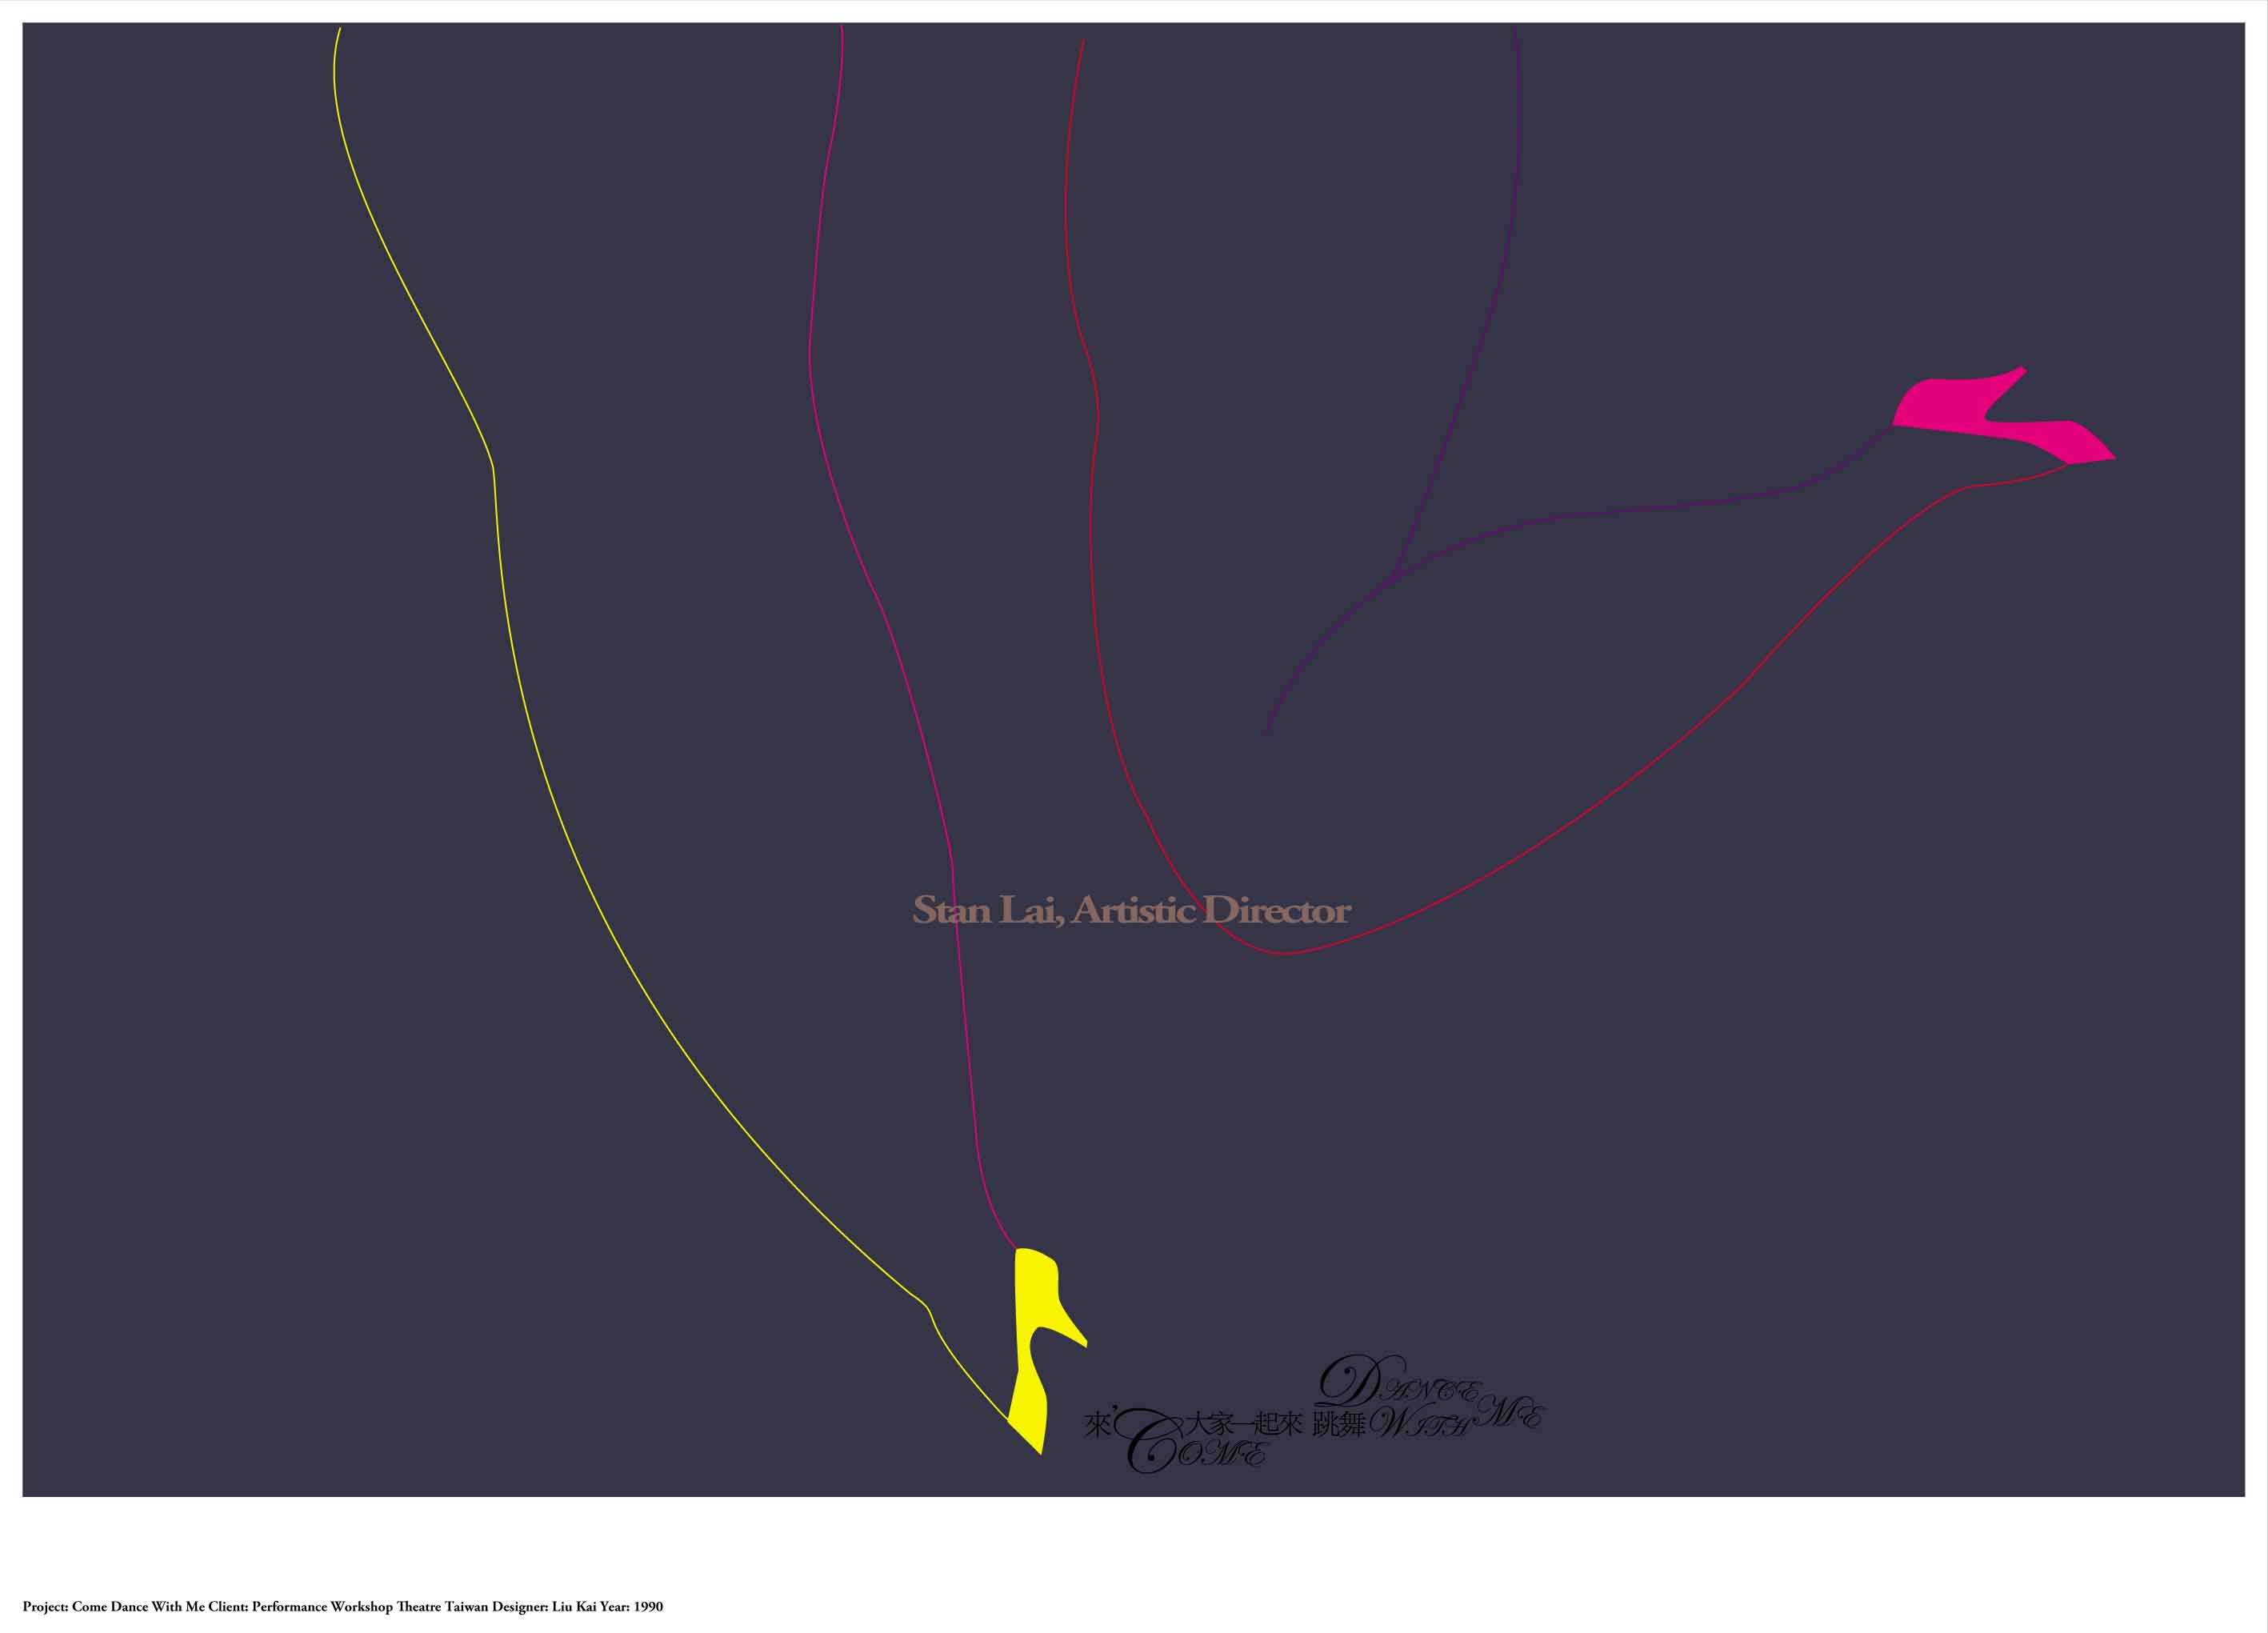 Stan Lai, Artistic Director
DANCE
來’大家一起來 跳舞 WITH ME
COME
Project: Come Dance With Me Client: Performance Workshop Theatre Taiwan Designer: Liu Kai Year: 1990